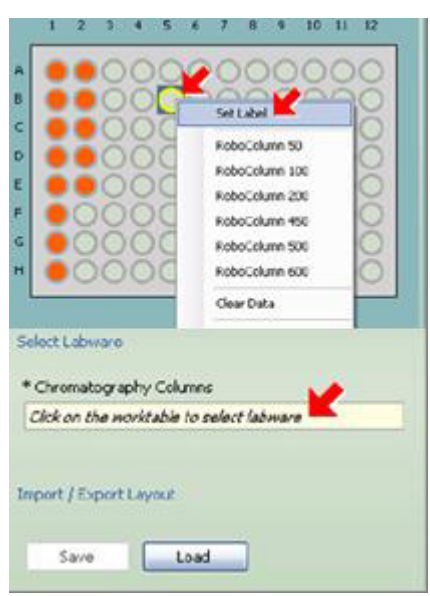 1 2 3 4 5 6 7 8 9 10 11 12
A
B
Set Label
C
RoboColumn 50
D
RoboColumn 100
E
RoboColumn 200
F
RoboColumn 450
G
RoboColumn 500
H
RoboColumn 600
Clear Data
Select Labware
* Chromatography Columns
Click on the worktable to select labware
Import / Export Layout
Save Load